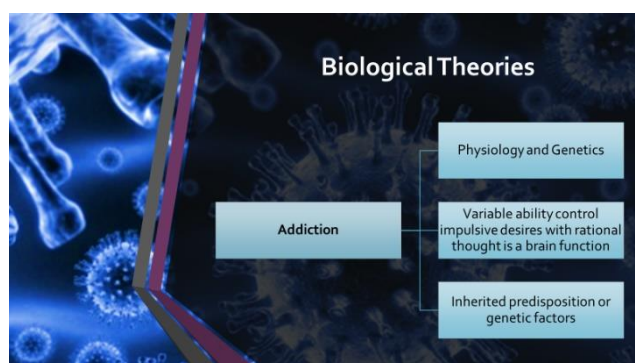 Biological Theories
Addiction
Physiology and Genetics
Variable ability control
impulsive desires with rational
thought is a brain function
Inherited predisposition or
genetic factors